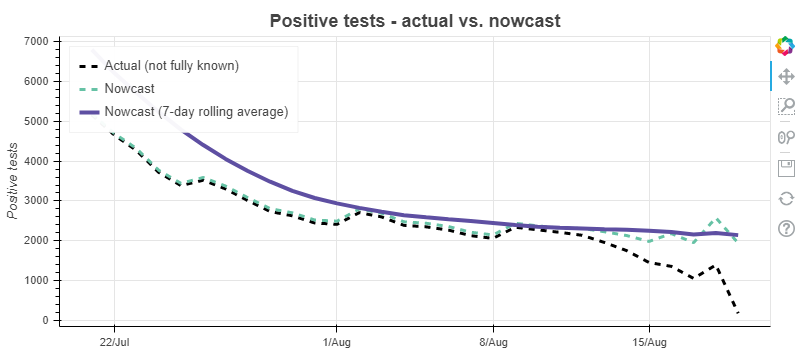 Positive tests - actual vs. nowcast
Positive tests
7000
6000
5000
4000
3000
2000
1000
0
Actual (not fully known)
Nowcast
Nowcast (7-day rolling average)
22/Jul
1/Aug
8/Aug
15/Aug